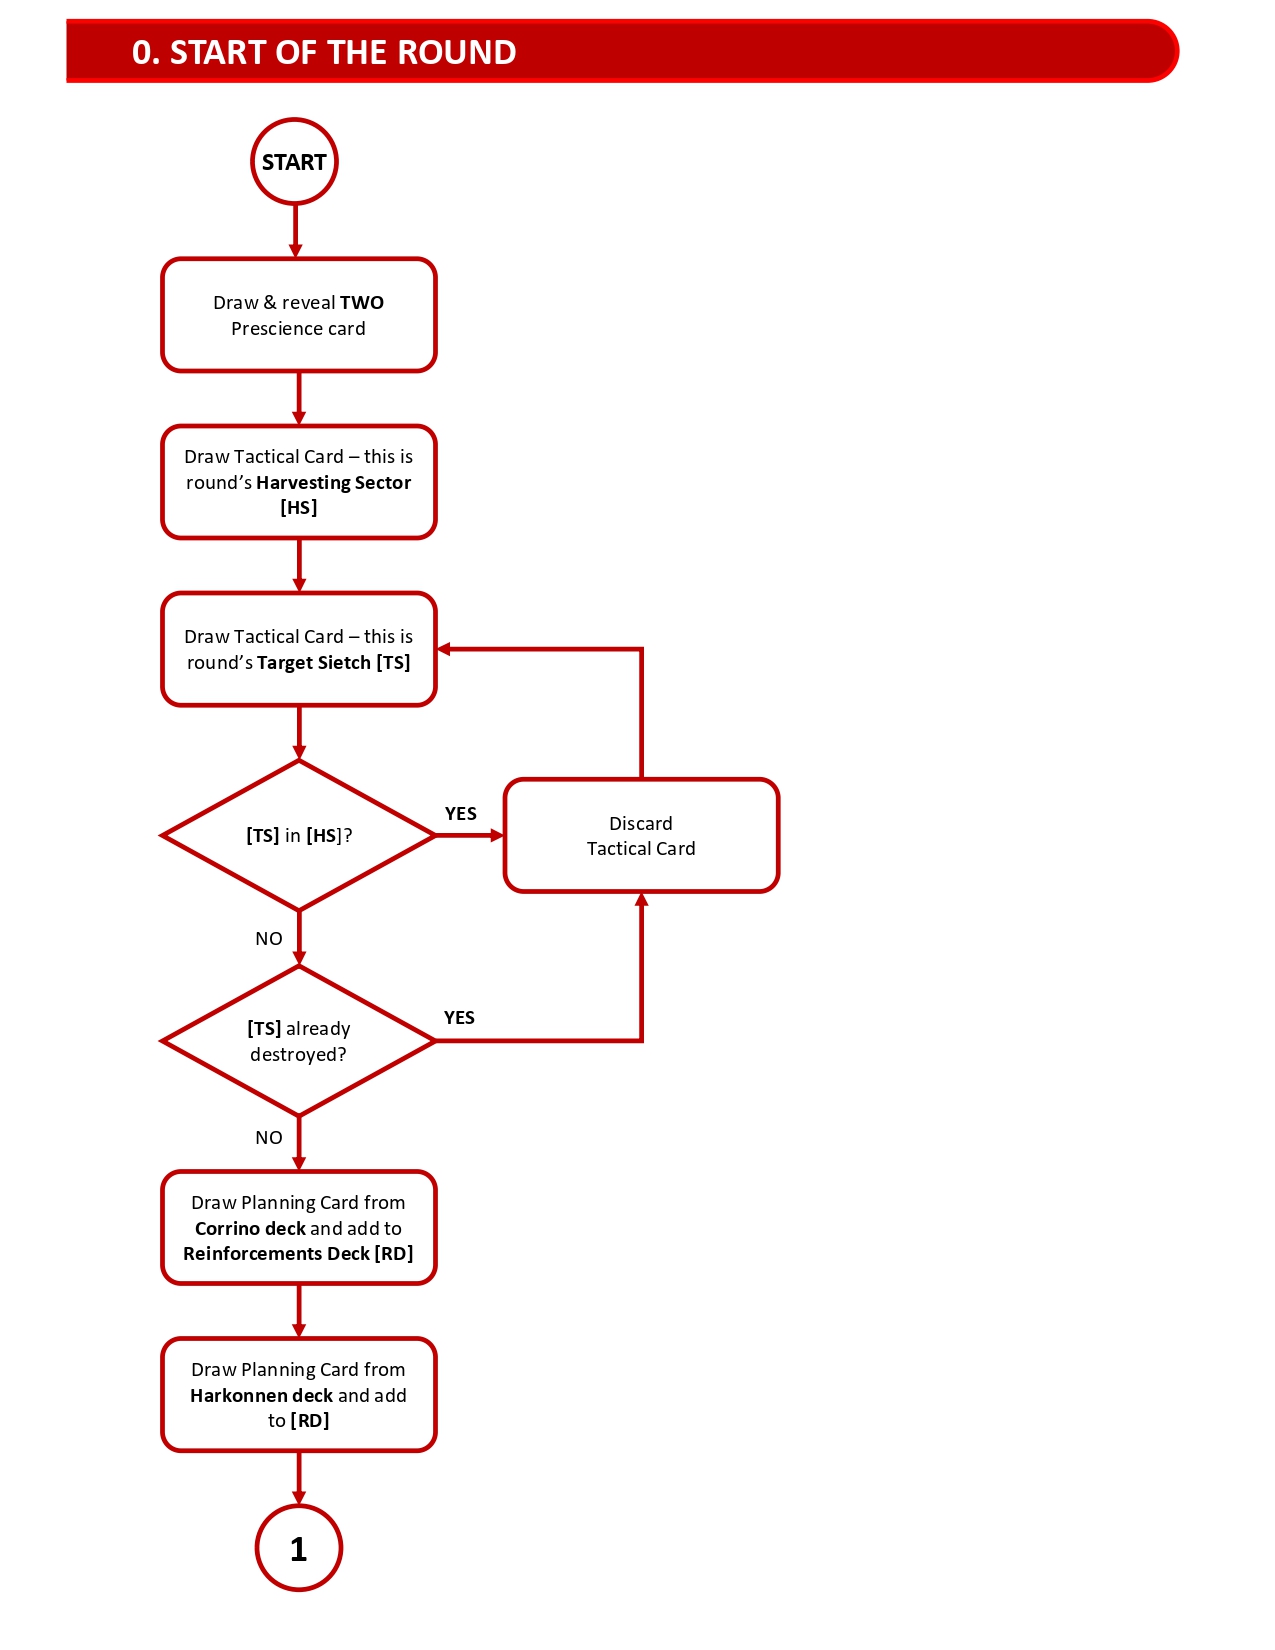 0. START OF THE ROUND
START
Draw & reveal TWO
Prescience card
Draw Tactical Card – this is
round’s Harvesting Sector
[HS]
Draw Tactical Card – this is
round’s Target Sietch [TS]
[TS] in [HS]?
YES
Discard
Tactical Card
NO
[TS] already
destroyed?
YES
NO
Draw Planning Card from
Corrino deck and add to
Reinforcements Deck [RD]
Draw Planning Card from
Harkonnen deck and add
to [RD]
1